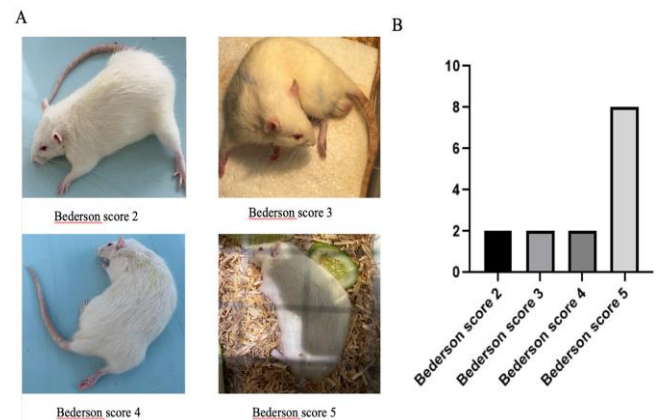 A
Bederson score 2
Bederson score 3
Bederson score 4
Bederson score 5
B
10
8
6
4
2
0
Bederson score 2
Bederson score 3
Bederson score 4
Bederson score 5